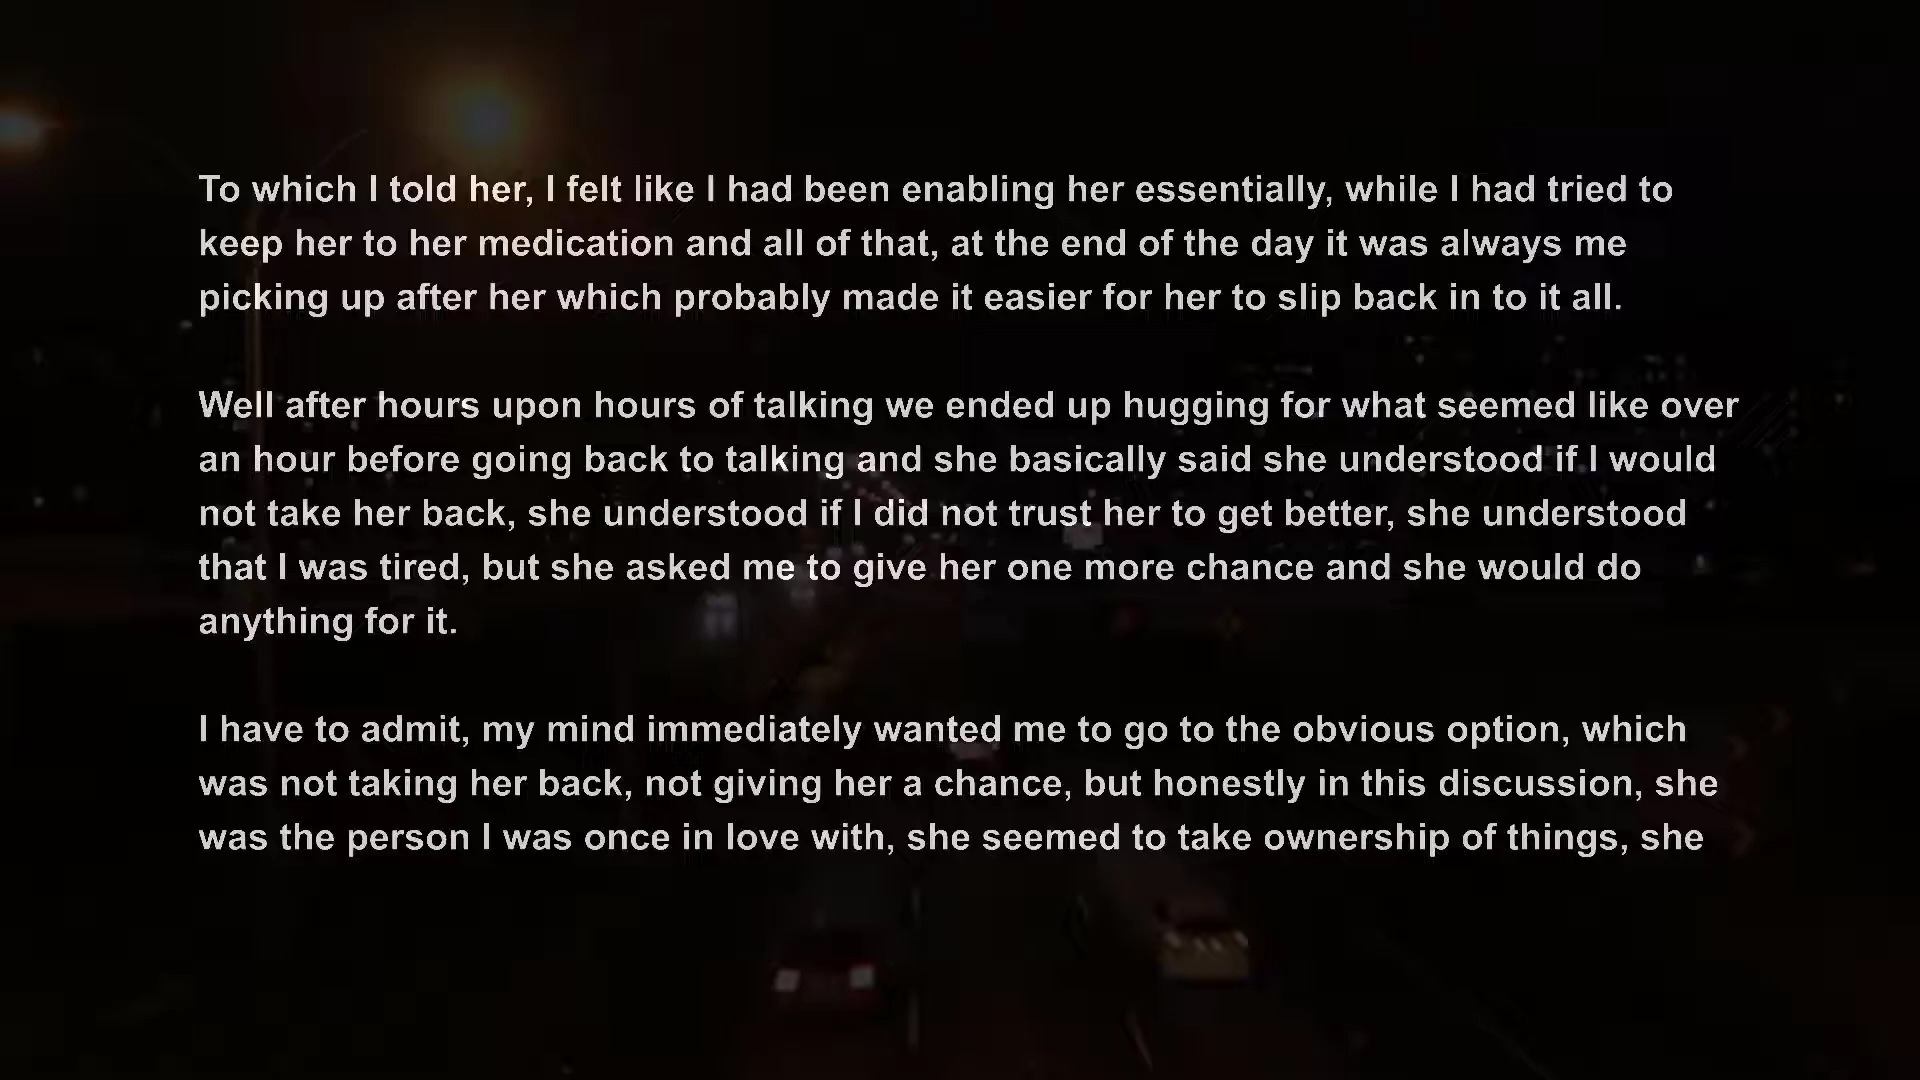 To which I told her, I felt like I had been enabling her essentially, while I had tried to
keep her to her medication and all of that, at the end of the day it was always me
picking up after her which probably made it easier for her to slip back in to it all.
Well after hours upon hours of talking we ended up hugging for what seemed like over
an hour before going back to talking and she basically said she understood if I would
not take her back, she understood if I did not trust her to get better, she understood
that I was tired, but she asked me to give her one more chance and she would do
anything for it.
I have to admit, my mind immediately wanted me to go to the obvious option, which
was not taking her back, not giving her a chance, but honestly in this discussion, she
was the person I was once in love with, she seemed to take ownership of things, she